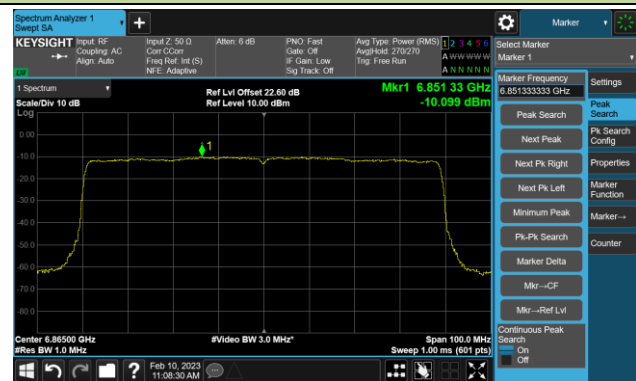 Spectrum Analyzer 1
Swept SA
+
Marker
KEYSIGHT
Input: RF
Coupling: AC
Align: Auto
Input Z: 50 Ω
Corr CCorr
Freq Ref: Int (S)
NFE: Adaptive
Atten: 6 dB
PNO: Fast
Gate: Off
IF Gain: Low
Sig Track: Off
Avg Type: Power (RMS)
Avg|Hold: 270/270
Trig: Free Run
1 2 3 4 5 6
A W W W W W
A N N N N N
Select Marker
Marker 1
LXI
1 Spectrum
Scale/Div 10 dB
Log
Ref Lvl Offset 22.60 dB
Ref Level 10.00 dBm
Mkr1 6.851 33 GHz
-10.099 dBm
0.00
-10.0
-20.0
-30.0
-40.0
-50.0
-60.0
-70.0
-80.0
1
Center 6.86500 GHz
#Res BW 1.0 MHz
#Video BW 3.0 MHz*
Span 100.0 MHz
Sweep 1.00 ms (601 pts)
Marker Frequency
6.851333333 GHz
Peak Search
Next Peak
Next Pk Right
Next Pk Left
Minimum Peak
Pk-Pk Search
Marker Delta
Mkr→CF
Mkr→Ref Lvl
Continuous Peak
Search
On
Off
Settings
Peak
Search
Pk Search
Config
Properties
Marker
Function
Marker→
Counter
?
Feb 10, 2023
11:08:30 AM